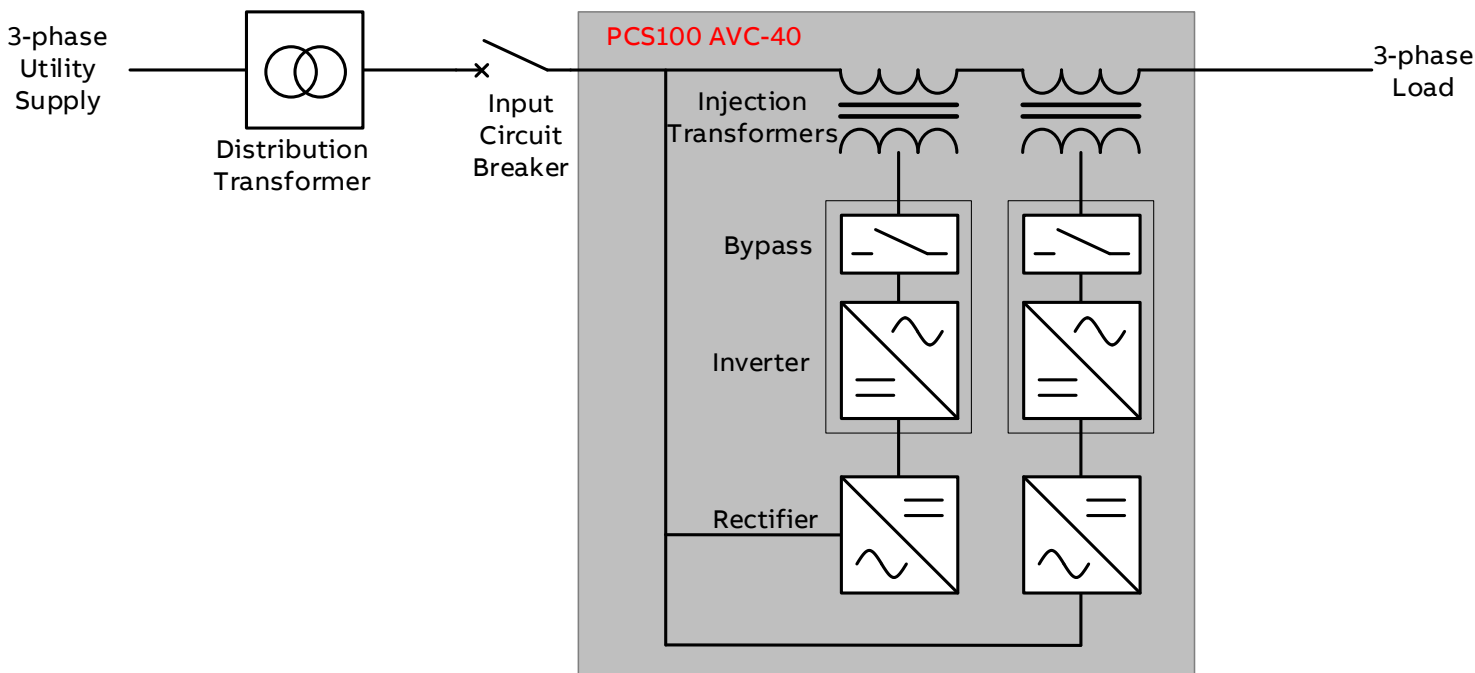 3-phase
Utility
Supply
Distribution
Transformer
Input
Circuit
Breaker
PCS100 AVC-40
Injection
Transformers
Bypass
Inverter
Rectifier
3-phase
Load